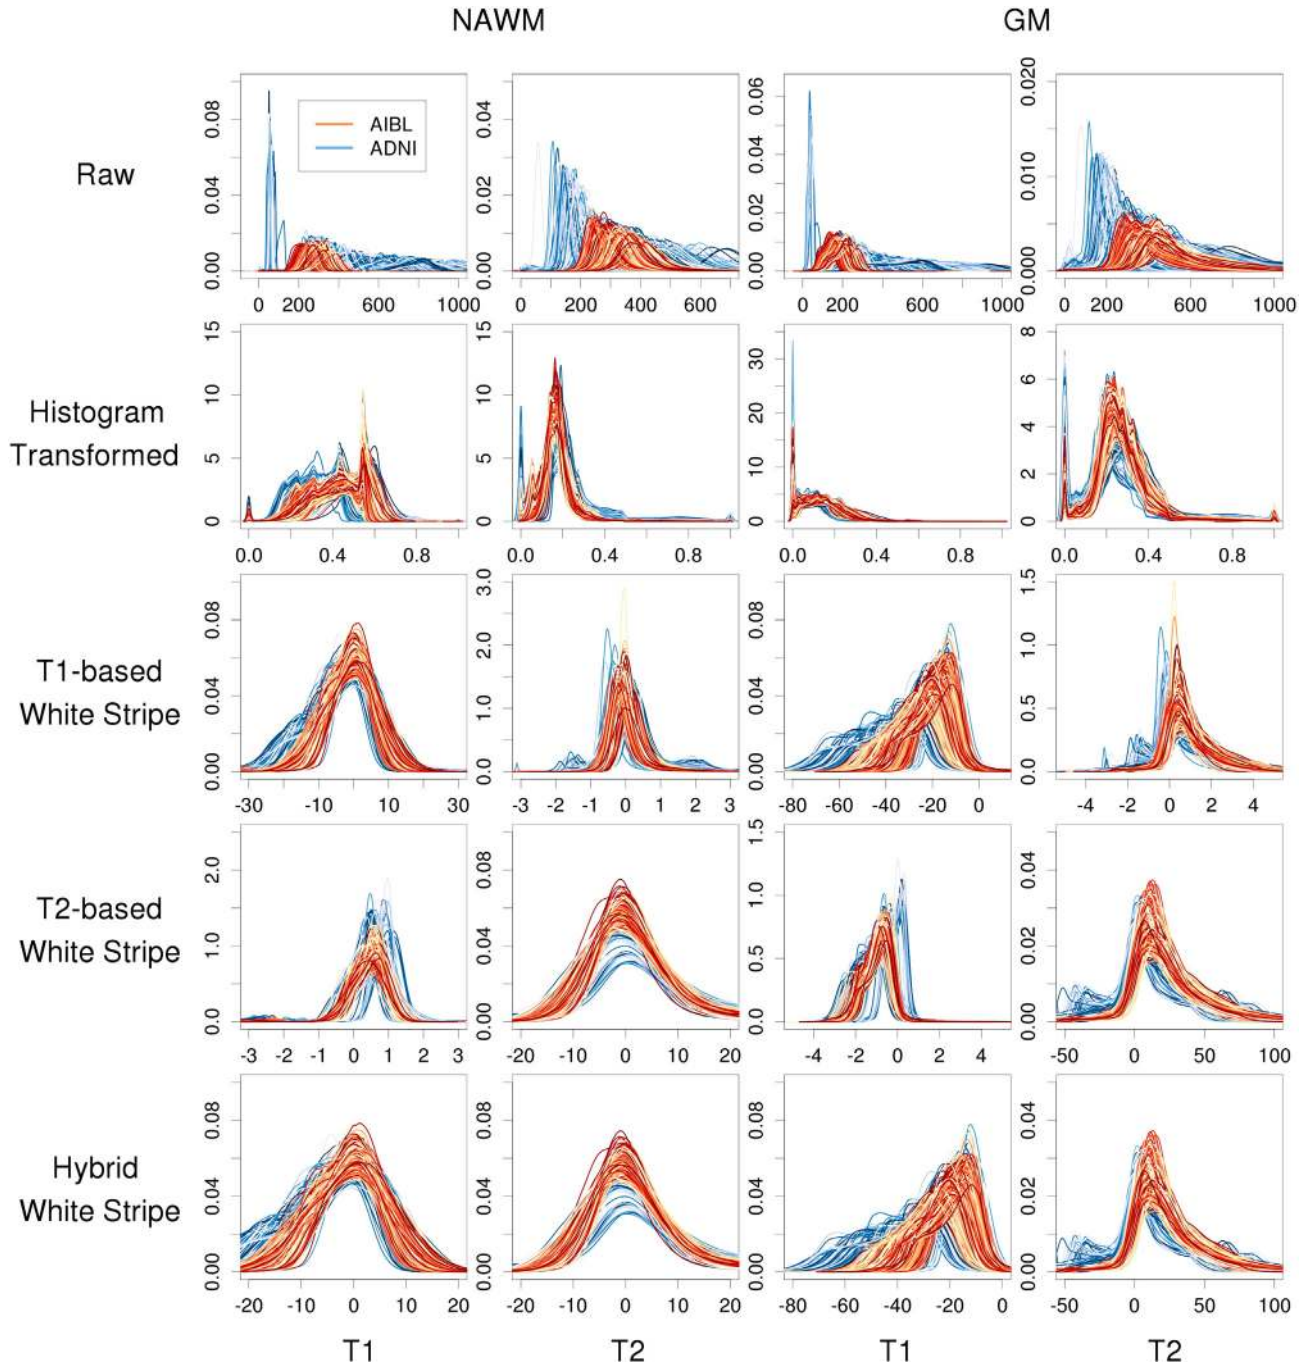 NAWM GM
Raw
AIBL
ADNI
0.00 0.04 0.08
0 200 400 600 1000
0.00 0.02 0.04
0 100 200 400 600
0.00 0.02 0.04 0.06
0 200 600 1000
0.000 0.010 0.020
0 200 600 1000
Histogram
Transformed
0 5 10 15
0.0 0.4 0.8
0 5 10 15
0.0 0.4 0.8
0 10 20 30
0.0 0.4 0.8
0 2 4 6 8
0.0 0.4 0.8
T1-based
White Stripe
0.00 0.04 0.08
-30 -10 10 30
0.0 1.0 2.0 3.0
-3 -2 -1 0 1 2 3
0.00 0.04 0.08
-80 -60 -40 -20 0
0.0 0.5 1.0 1.5
-4 -2 0 2 4
T2-based
White Stripe
0.0 1.0 2.0
-3 -2 -1 0 1 2 3
0.00 0.04 0.08
-20 -10 0 10 20
0.0 0.5 1.0 1.5
-4 -2 0 2 4
0.00 0.02 0.04
-50 0 50 100
Hybrid
White Stripe
0.00 0.04 0.08
-20 -10 0 10 20
0.00 0.04 0.08
-20 -10 0 10 20
0.00 0.04 0.08
-80 -60 -40 -20 0
0.00 0.02 0.04
-50 0 50 100
T1 T2 T1 T2